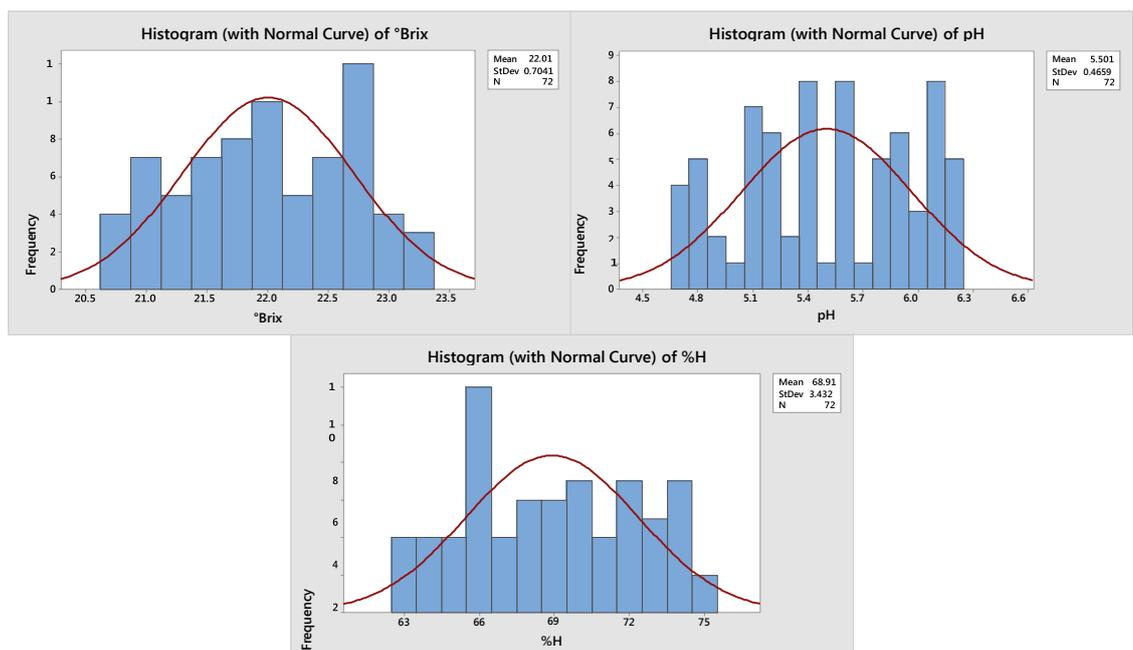 Histogram (with Normal Curve) of °Brix
Mean 22.01
StDev 0.7041
N 72
1
1
8
6
4
2
0
Frequency
20.5 21.0 21.5 22.0 22.5 23.0 23.5
°Brix
Histogram (with Normal Curve) of pH
Mean 5.501
StDev 0.4659
N 72
9
8
7
6
5
4
3
2
1
0
Frequency
4.5 4.8 5.1 5.4 5.7 6.0 6.3 6.6
pH
Histogram (with Normal Curve) of %H
Mean 68.91
StDev 3.432
N 72
1
1
0
8
6
4
2
Frequency
63 66 69 72 75
%H